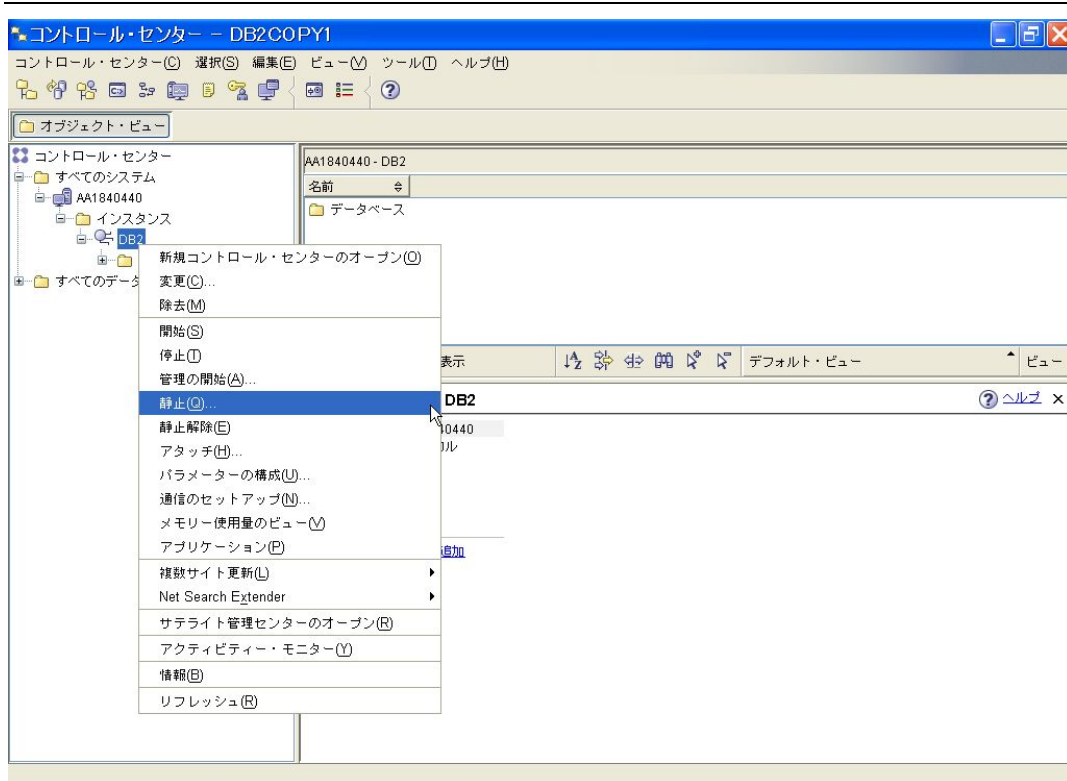 コントロール・センター － DB2COPY1
コントロール・センター(C) 選択(S) 編集(E) ビュー(V) ツール(T) ヘルプ(H)
オブジェクト・ビュー
コントロール・センター
すべてのシステム
AA1840440
インスタンス
DB2
すべてのデータ
AA1840440 - DB2
名前
データベース
新規コントロール・センターのオープン(O)
変更(C)...
除去(M)
開始(S)
停止(T)
管理の開始(A)...
静止(Q)...
静止解除(E)
アタッチ(H)...
パラメーターの構成(U)...
通信のセットアップ(N)...
メモリー使用量のビュー(V)
アプリケーション(P)
複数サイト更新(L)
Net Search Extender
サテライト管理センターのオープン(R)
アクティビティー・モニター(Y)
情報(B)
リフレッシュ(R)
表示
デフォルト・ビュー
ビュー
DB2
ヘルプ
40440
追加